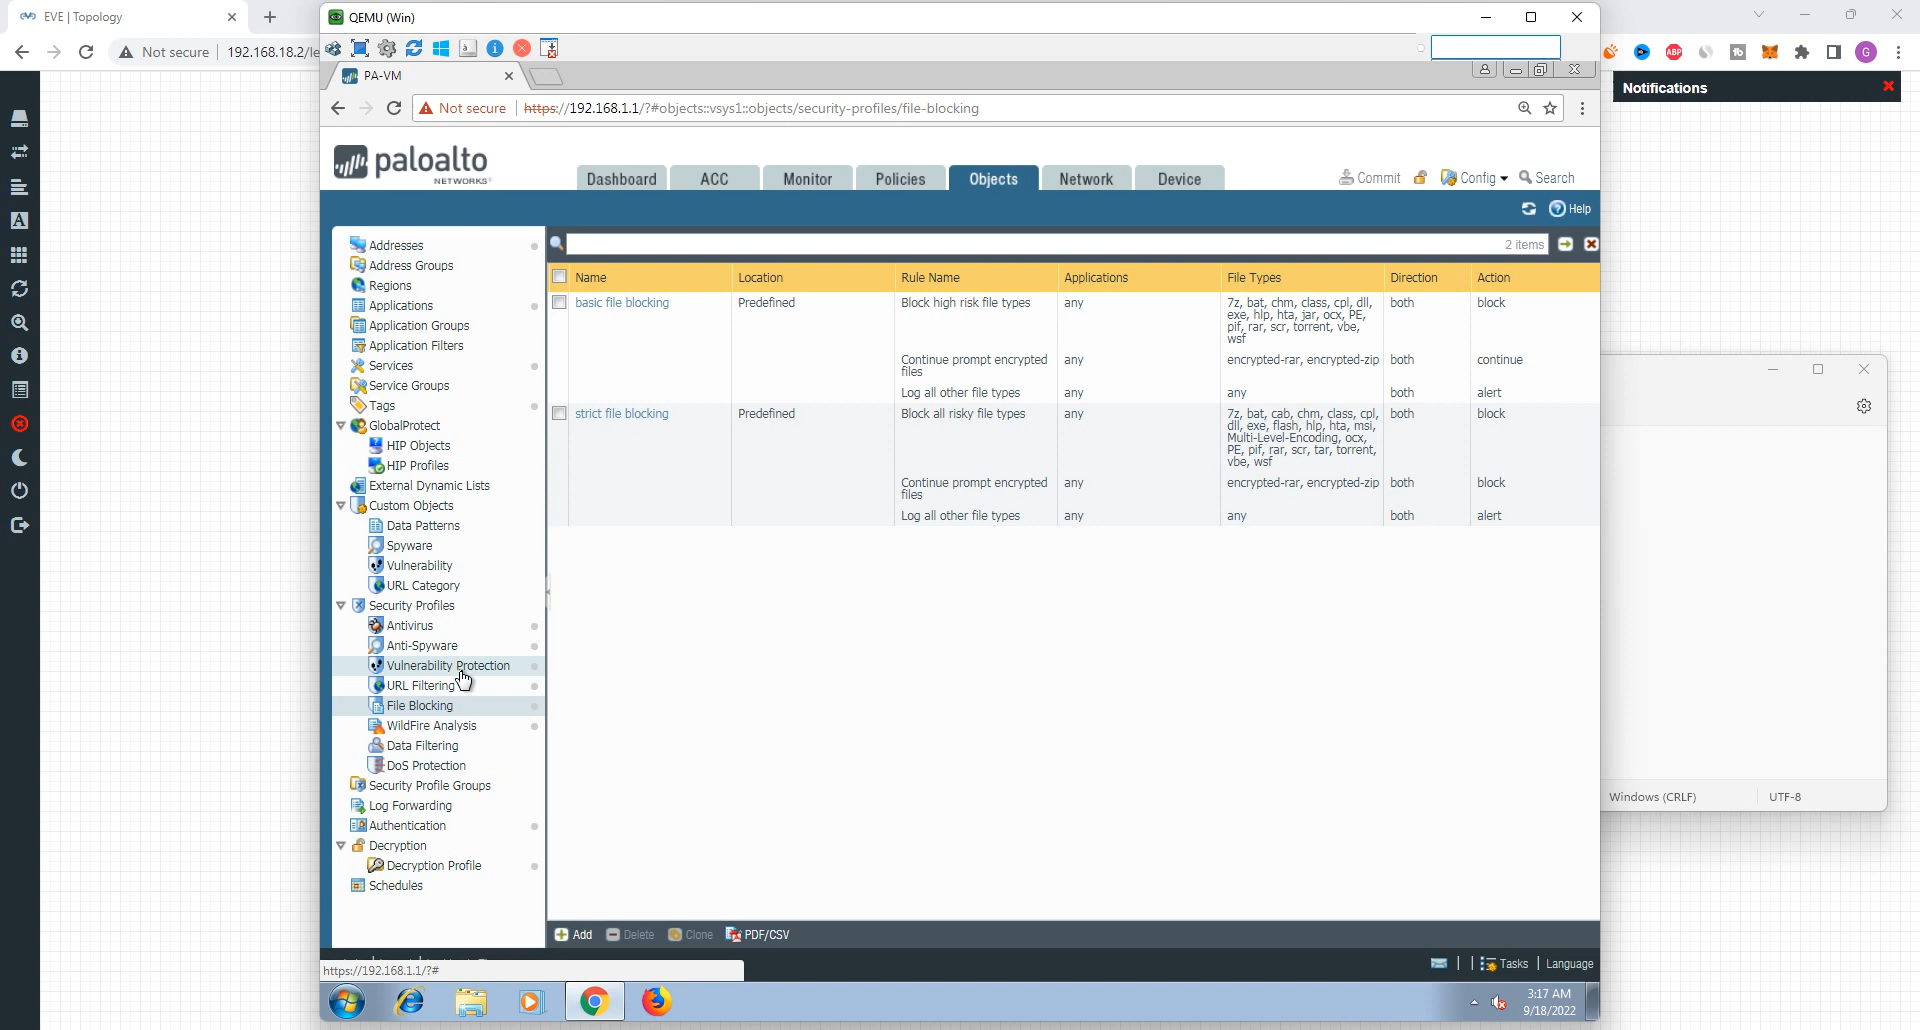 EVE | Topology
Not secure
192.168.18.2/le
QEMU (Win)
PA-VM
Not secure
https://192.168.1.1/?#objects::vsys1::objects/security-profiles/file-blocking
ABP
G
Notifications
paloalto
NETWORKS
Dashboard
ACC
Monitor
Policies
Objects
Network
Device
Commit
Config
Search
Help
2 items
Addresses
Address Groups
Regions
Applications
Application Groups
Application Filters
Services
Service Groups
Tags
GlobalProtect
HIP Objects
HIP Profiles
External Dynamic Lists
Custom Objects
Data Patterns
Spyware
Vulnerability
URL Category
Security Profiles
Antivirus
Anti-Spyware
Vulnerability Protection
URL Filtering
File Blocking
WildFire Analysis
Data Filtering
DoS Protection
Security Profile Groups
Log Forwarding
Authentication
Decryption
Decryption Profile
Schedules
Name Location Rule Name Applications File Types Direction Action
basic file blocking Predefined Block high risk file types any 7z, bat, chm, class, cpl, dll, both block
exe, hlp, hta, jar, ocx, PE,
pif, rar, scr, torrent, vbe,
wsf
Continue prompt encrypted any encrypted-rar, encrypted-zip both continue
files
Log all other file types any any both alert
strict file blocking Predefined Block all risky file types any 7z, bat, cab, chm, class, cpl, both block
dll, exe, flash, hlp, hta, msi,
Multi-Level-Encoding, ocx,
PE, pif, rar, scr, tar, torrent,
vbe, wsf
Continue prompt encrypted any encrypted-rar, encrypted-zip both block
files
Log all other file types any any both alert
Add
Delete
Clone
PDF/CSV
https://192.168.1.1/?#
Tasks
Language
3:17 AM
9/18/2022
Windows (CRLF)
UTF-8